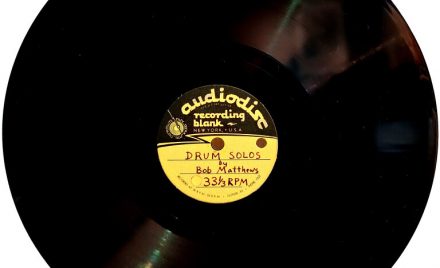 audiodisc
recording
blank
NEW YORK, U.S.A
DRUM SOLOS
by
Bob Matthews
33⅓ RPM